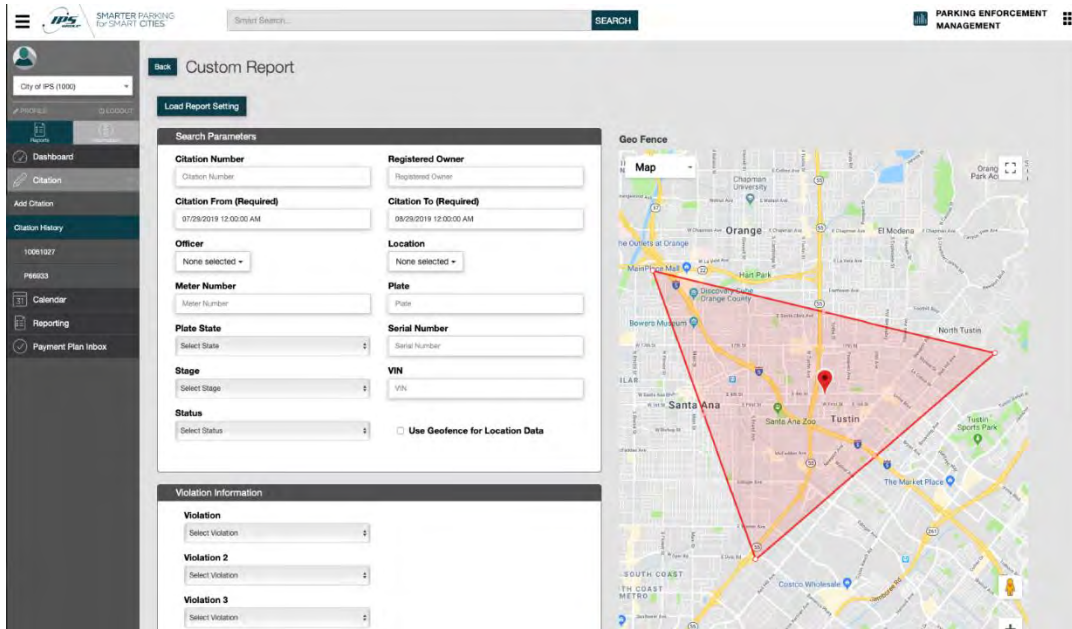 IPS
SMARTER PARKING
for SMART CITIES
Smart Search...
SEARCH
PARKING ENFORCEMENT
MANAGEMENT
City of IPS (1000)
PROFILE
LOGOUT
Reports
Information
Dashboard
Citation
Add Citation
Citation History
10061027
P66933
31 Calendar
Reporting
Payment Plan Inbox
Back
Custom Report
Load Report Setting
Search Parameters
Citation Number
Citation Number
Registered Owner
Registered Owner
Citation From (Required)
07/29/2019 12:00:00 AM
Citation To (Required)
08/29/2019 12:00:00 AM
Officer
None selected
Location
None selected
Meter Number
Meter Number
Plate
Plate
Plate State
Select State
Serial Number
Serial Number
Stage
Select Stage
VIN
VIN
Status
Select Status
Use Geofence for Location Data
Violation Information
Violation
Select Violation
Violation 2
Select Violation
Violation 3
Select Violation
Geo Fence
Map
Chapman
University
Orange
El Modena
The Outlets at Orange
MainPlace Mall
Hart Park
Discovery Cube
Orange County
Bowers Museum
North Tustin
Santa Ana
Santa Ana Zoo
Tustin
Tustin
Sports Park
The Market Place
SOUTH COAST
METRO
Costco Wholesale